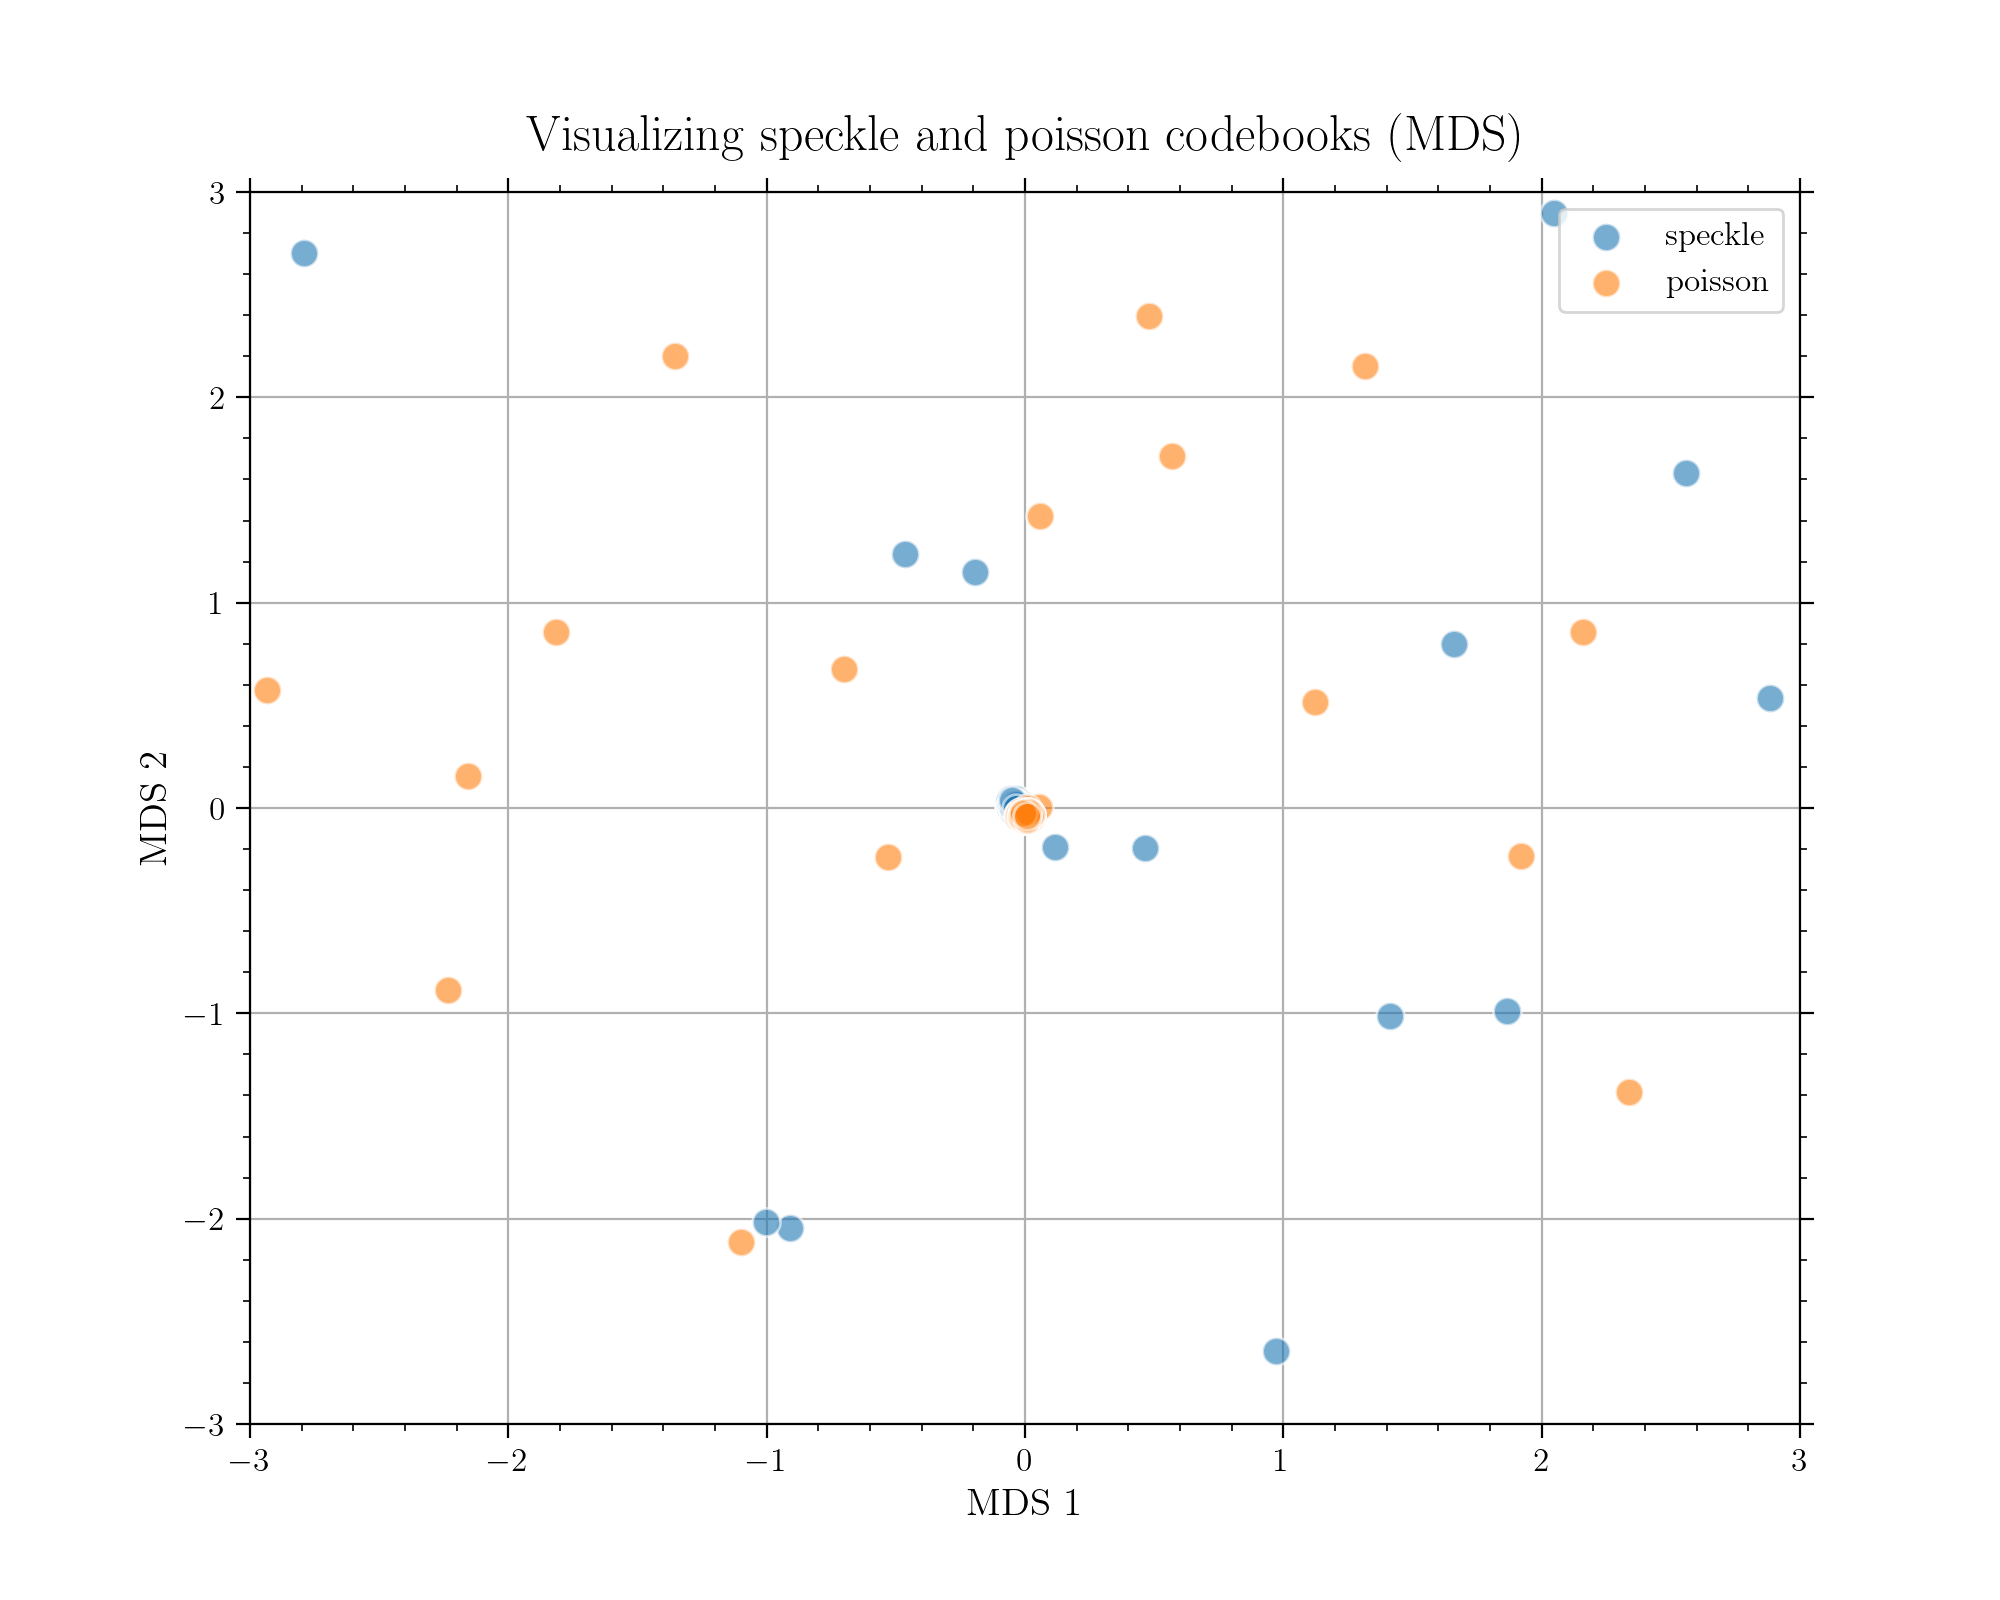 Visualizing speckle and poisson codebooks (MDS)
speckle
poisson
3
2
1
0
−1
−2
−3
MDS 2
−3
−2
−1
0
1
2
3
MDS 1